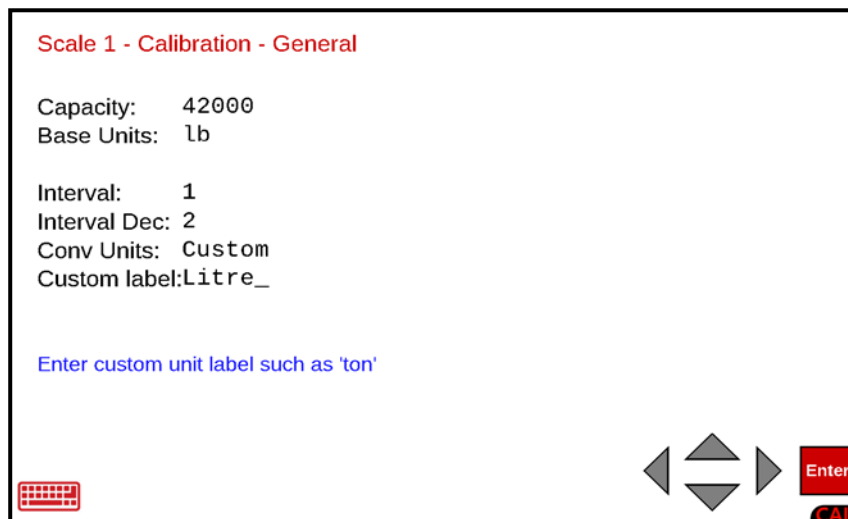 Scale 1 - Calibration - General
Capacity: 42000
Base Units: lb
Interval: 1
Interval Dec: 2
Conv Units: Custom
Custom label:Litre_
Enter custom unit label such as 'ton'
Enter